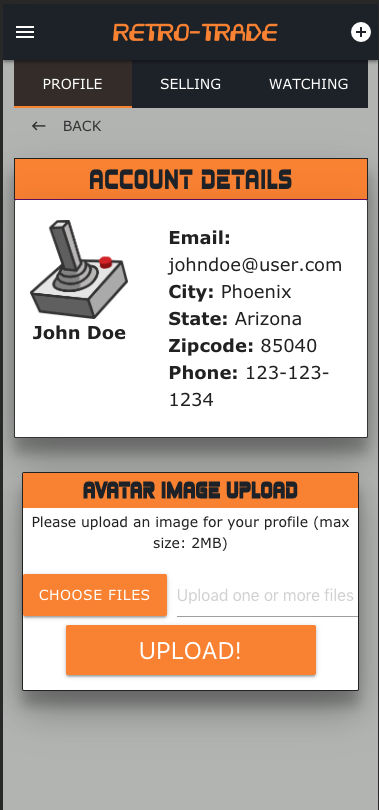 RETRO-TRADE
PROFILE SELLING WATCHING
BACK
ACCOUNT DETAILS
John Doe
Email:
johndoe@user.com
City: Phoenix
State: Arizona
Zipcode: 85040
Phone: 123-123-
1234
AVATAR IMAGE UPLOAD
Please upload an image for your profile (max
size: 2MB)
CHOOSE FILES Upload one or more files
UPLOAD!